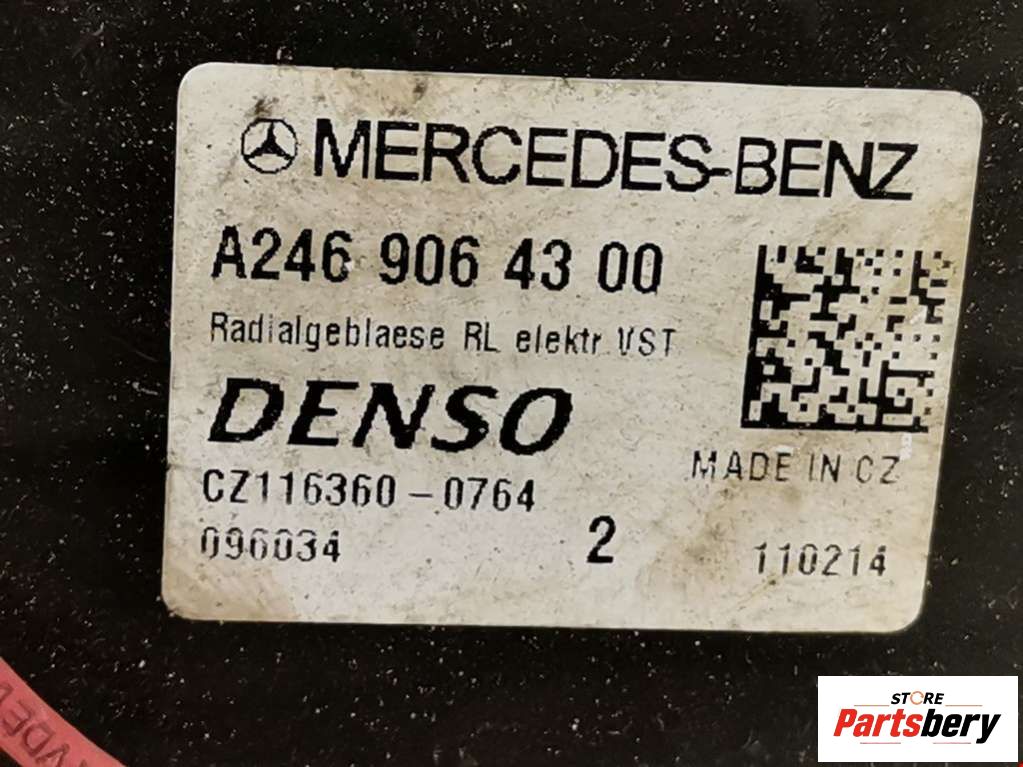 MERCEDES-BENZ
A246 906 43 00
Radialgeblaese RL elektr VST
DENSO
MADE IN CZ
CZ116360-0764
096034
2
110214
STORE
Partsbery